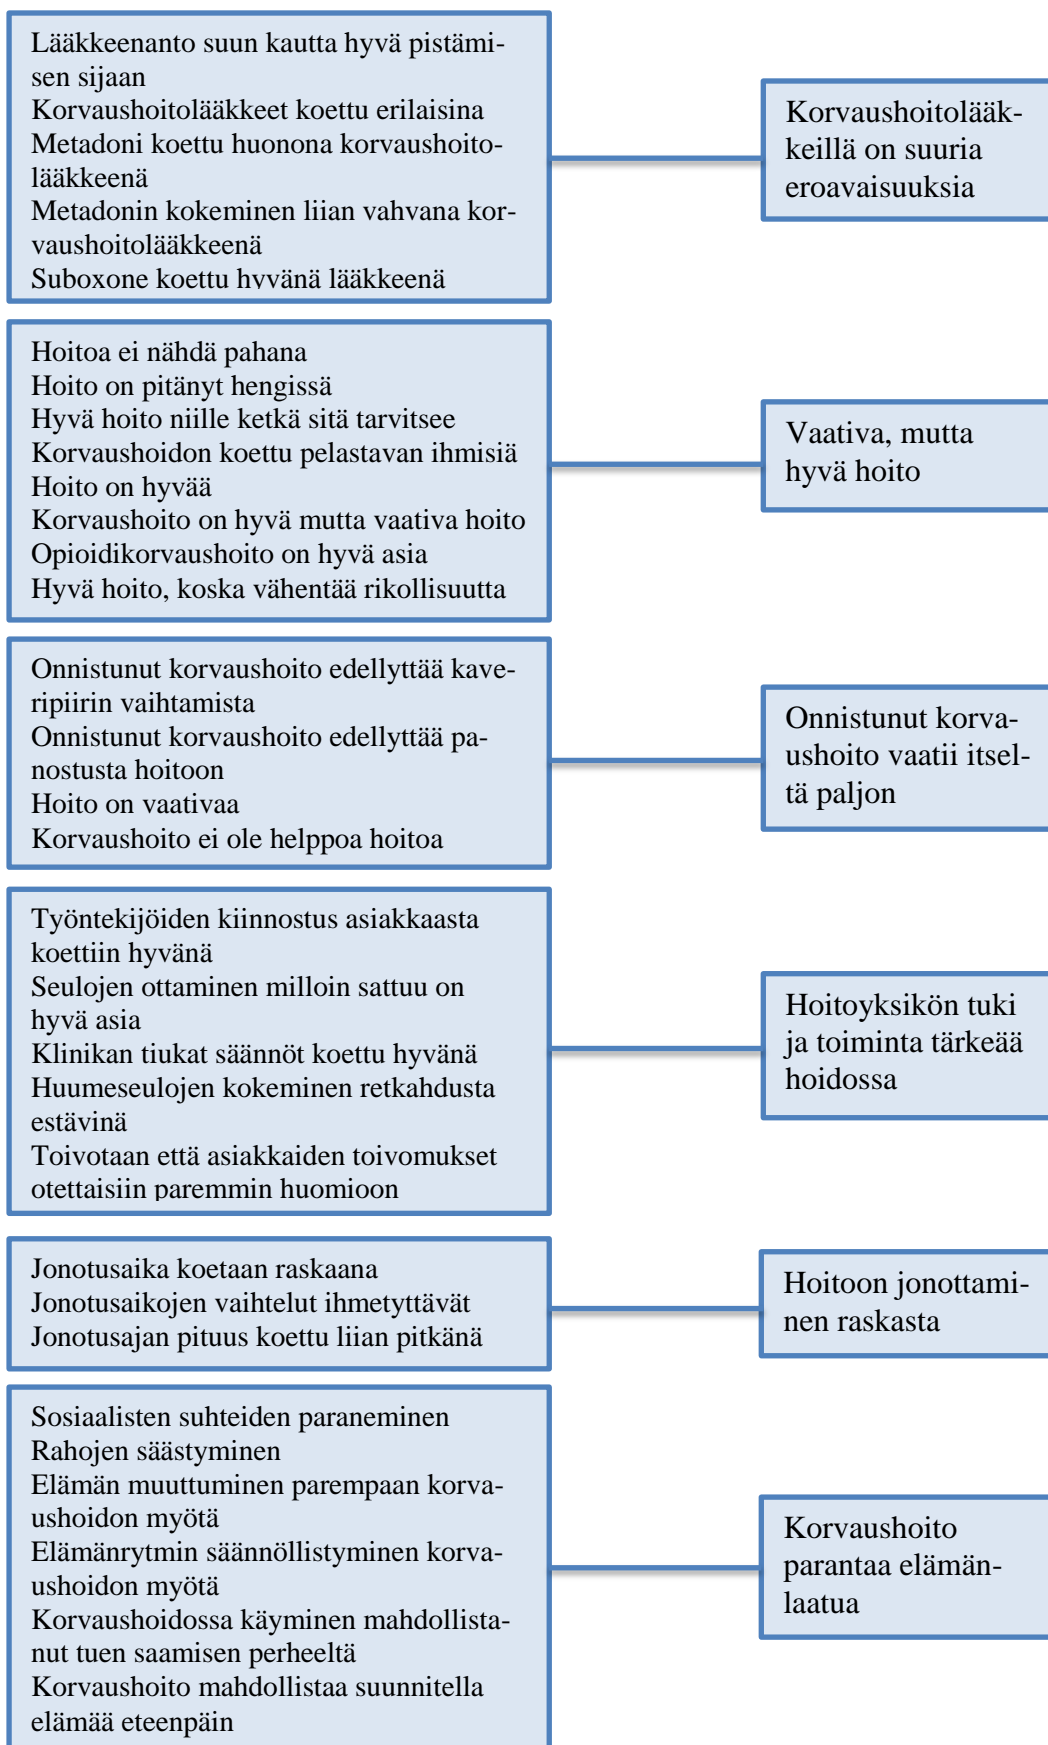 Lääkkeenanto suun kautta hyvä pistämi-
sen sijaan
Korvaushoitolääkkeet koettu erilaisina
Metadoni koettu huonona korvaushoito-
lääkkeenä
Metadonin kokeminen liian vahvana kor-
vaushoitolääkkeenä
Suboxone koettu hyvänä lääkkeenä
Korvaushoitolääk-
keillä on suuria
eroavaisuuksia
Hoitoa ei nähdä pahana
Hoito on pitänyt hengissä
Hyvä hoito niille ketkä sitä tarvitsee
Korvaushoidon koettu pelastavan ihmisiä
Hoito on hyvää
Korvaushoito on hyvä mutta vaativa hoito
Opioidikorvaushoito on hyvä asia
Hyvä hoito, koska vähentää rikollisuutta
Vaativa, mutta
hyvä hoito
Onnistunut korvaushoito edellyttää kave-
ripiirin vaihtamista
Onnistunut korvaushoito edellyttää pa-
nostusta hoitoon
Hoito on vaativaa
Korvaushoito ei ole helppoa hoitoa
Onnistunut korva-
ushoito vaatii itsel-
tä paljon
Työntekijöiden kiinnostus asiakkaasta
koettiin hyvänä
Seulojen ottaminen milloin sattuu on
hyvä asia
Klinikan tiukat säännöt koettu hyvänä
Huumeseulojen kokeminen retkahdusta
estävinä
Toivotaan että asiakkaiden toivomukset
otettaisiin paremmin huomioon
Hoitoyksikön tuki
ja toiminta tärkeää
hoidossa
Jonotusaika koetaan raskaana
Jonotusaikojen vaihtelut ihmetyttävät
Jonotusajan pituus koettu liian pitkänä
Hoitoon jonottami-
nen raskasta
Sosiaalisten suhteiden paraneminen
Rahojen säästyminen
Elämän muuttuminen parempaan korva-
ushoidon myötä
Elämänrytmin säännöllistyminen korva-
ushoidon myötä
Korvaushoidossa käyminen mahdollista-
nut tuen saamisen perheeltä
Korvaushoito mahdollistaa suunnitella
elämää eteenpäin
Korvaushoito
parantaa elämän-
laatua